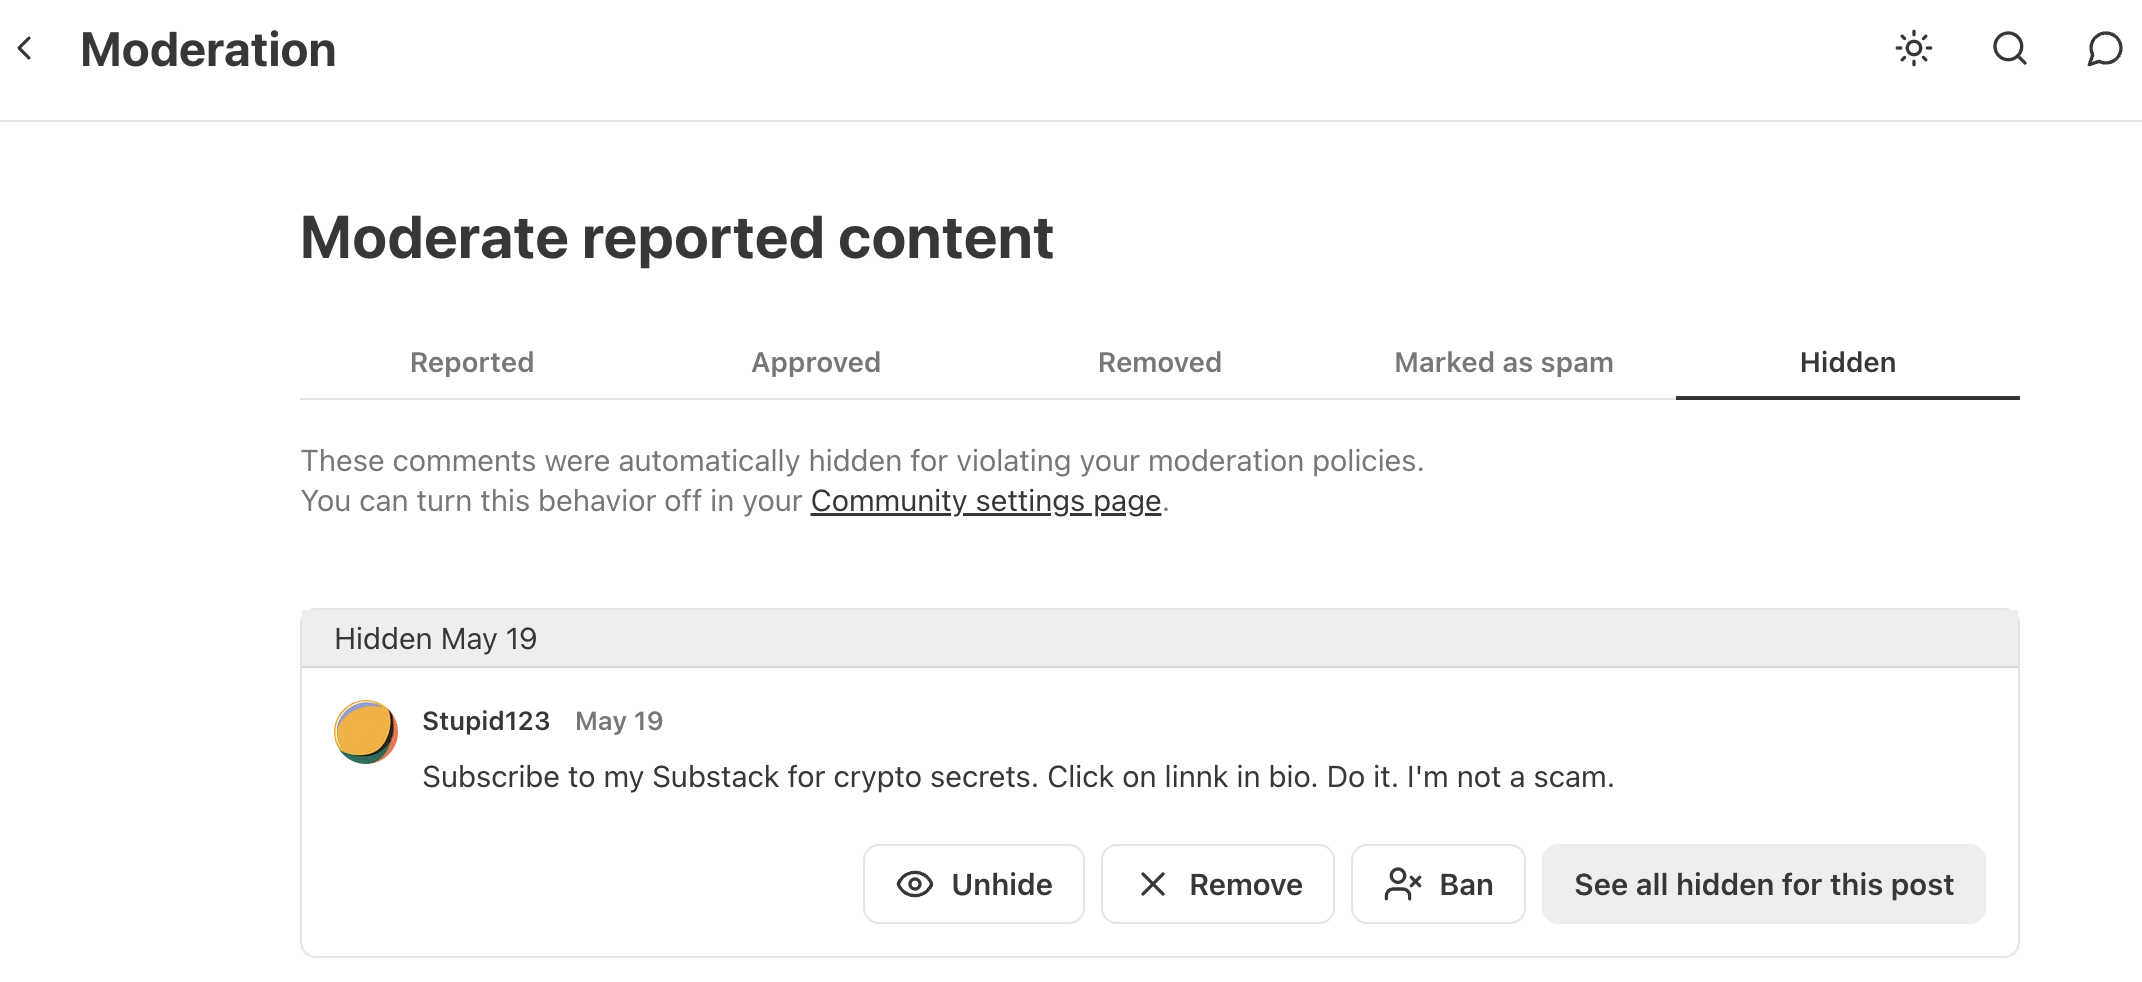 Moderation
Moderate reported content
Reported Approved Removed Marked as spam Hidden
These comments were automatically hidden for violating your moderation policies.
You can turn this behavior off in your Community settings page.
Hidden May 19
Stupid123 May 19
Subscribe to my Substack for crypto secrets. Click on linnk in bio. Do it. I'm not a scam.
Unhide Remove Ban See all hidden for this post